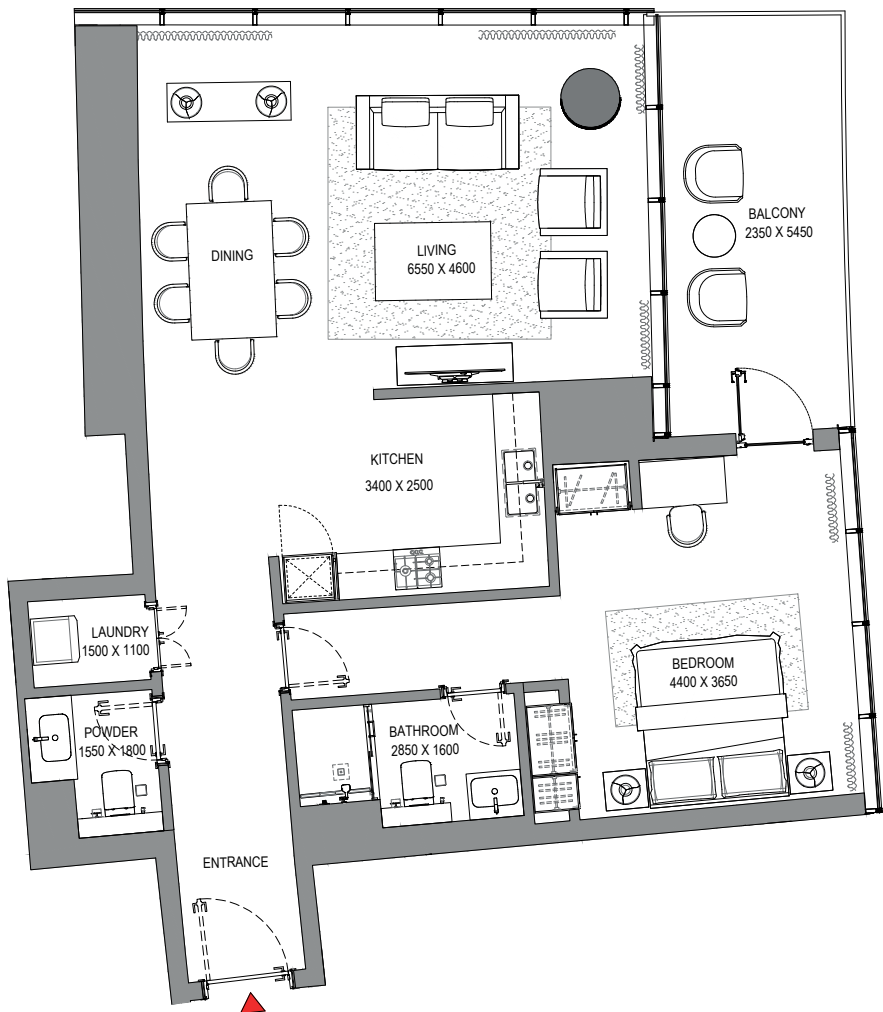 BALCONY
2350 X 5450
DINING
LIVING
6550 X 4600
KITCHEN
3400 X 2500
LAUNDRY
1500 X 1100
BEDROOM
4400 X 3650
POWDER
1550 X 1800
BATHROOM
2850 X 1600
ENTRANCE